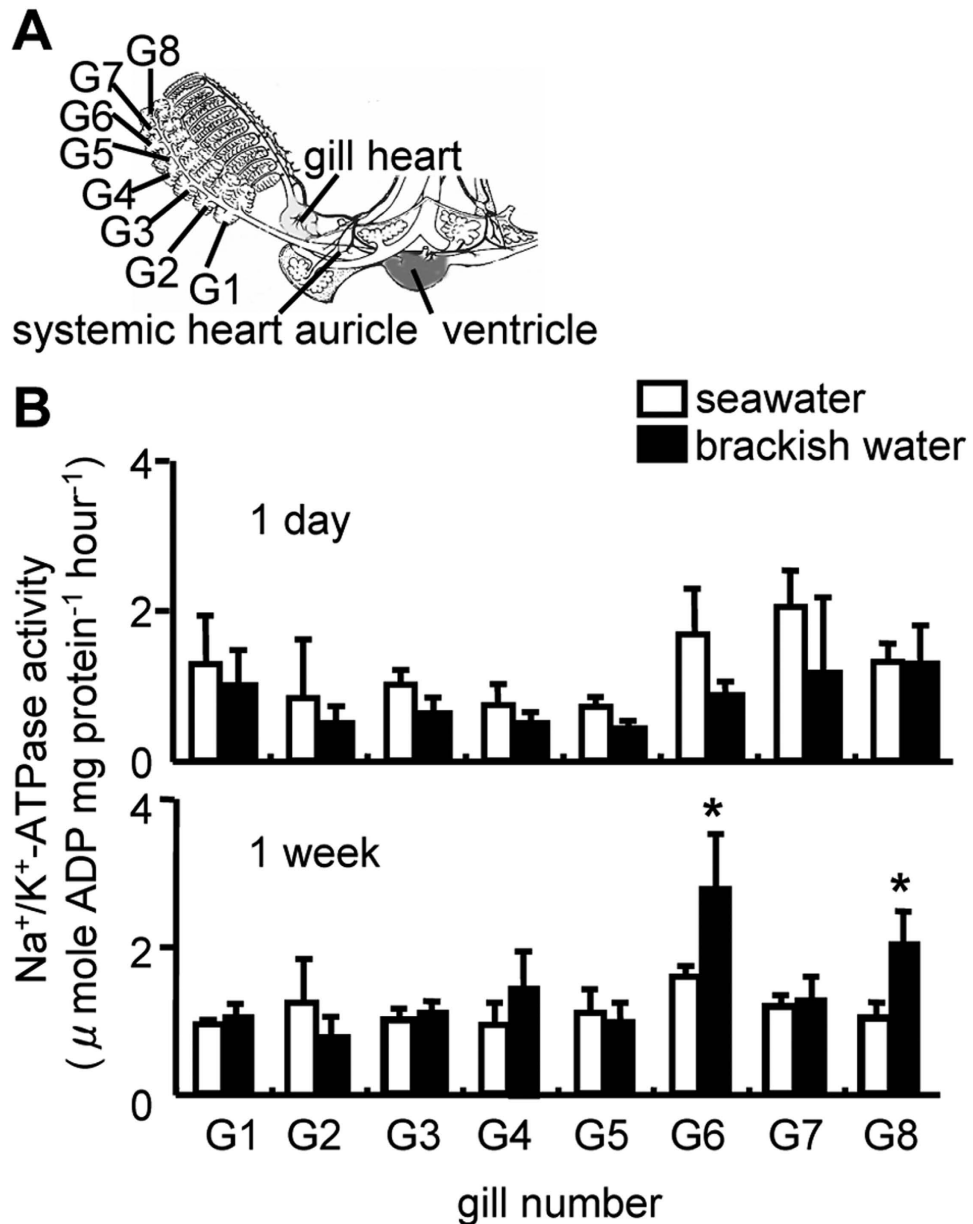 A
G8
G7
G6
G5
G4
G3
G2
G1
gill heart
systemic heart auricle ventricle
B
seawater
brackish water
Na⁺/K⁺-ATPase activity
(μ mole ADP mg protein⁻¹ hour⁻¹)
4
1 day
2
0
4
1 week
*
*
2
0
G1 G2 G3 G4 G5 G6 G7 G8
gill number